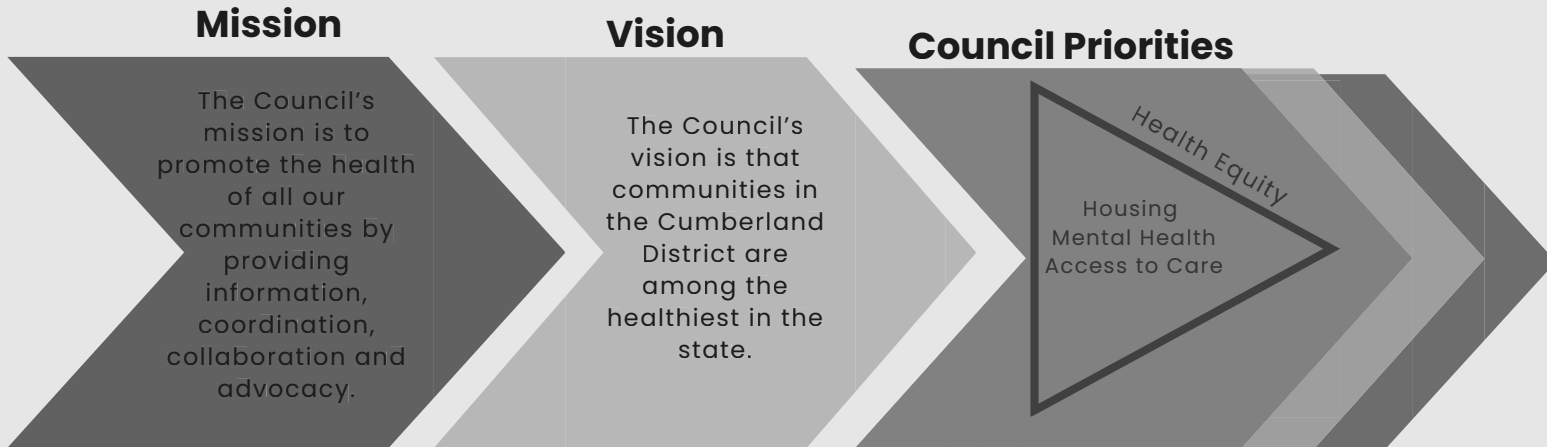 Mission
The Council’s
mission is to
promote the health
of all our
communities by
providing
information,
coordination,
collaboration and
advocacy.
Vision
The Council’s
vision is that
communities in
the Cumberland
District are
among the
healthiest in the
state.
Council Priorities
Health Equity
Housing
Mental Health
Access to Care